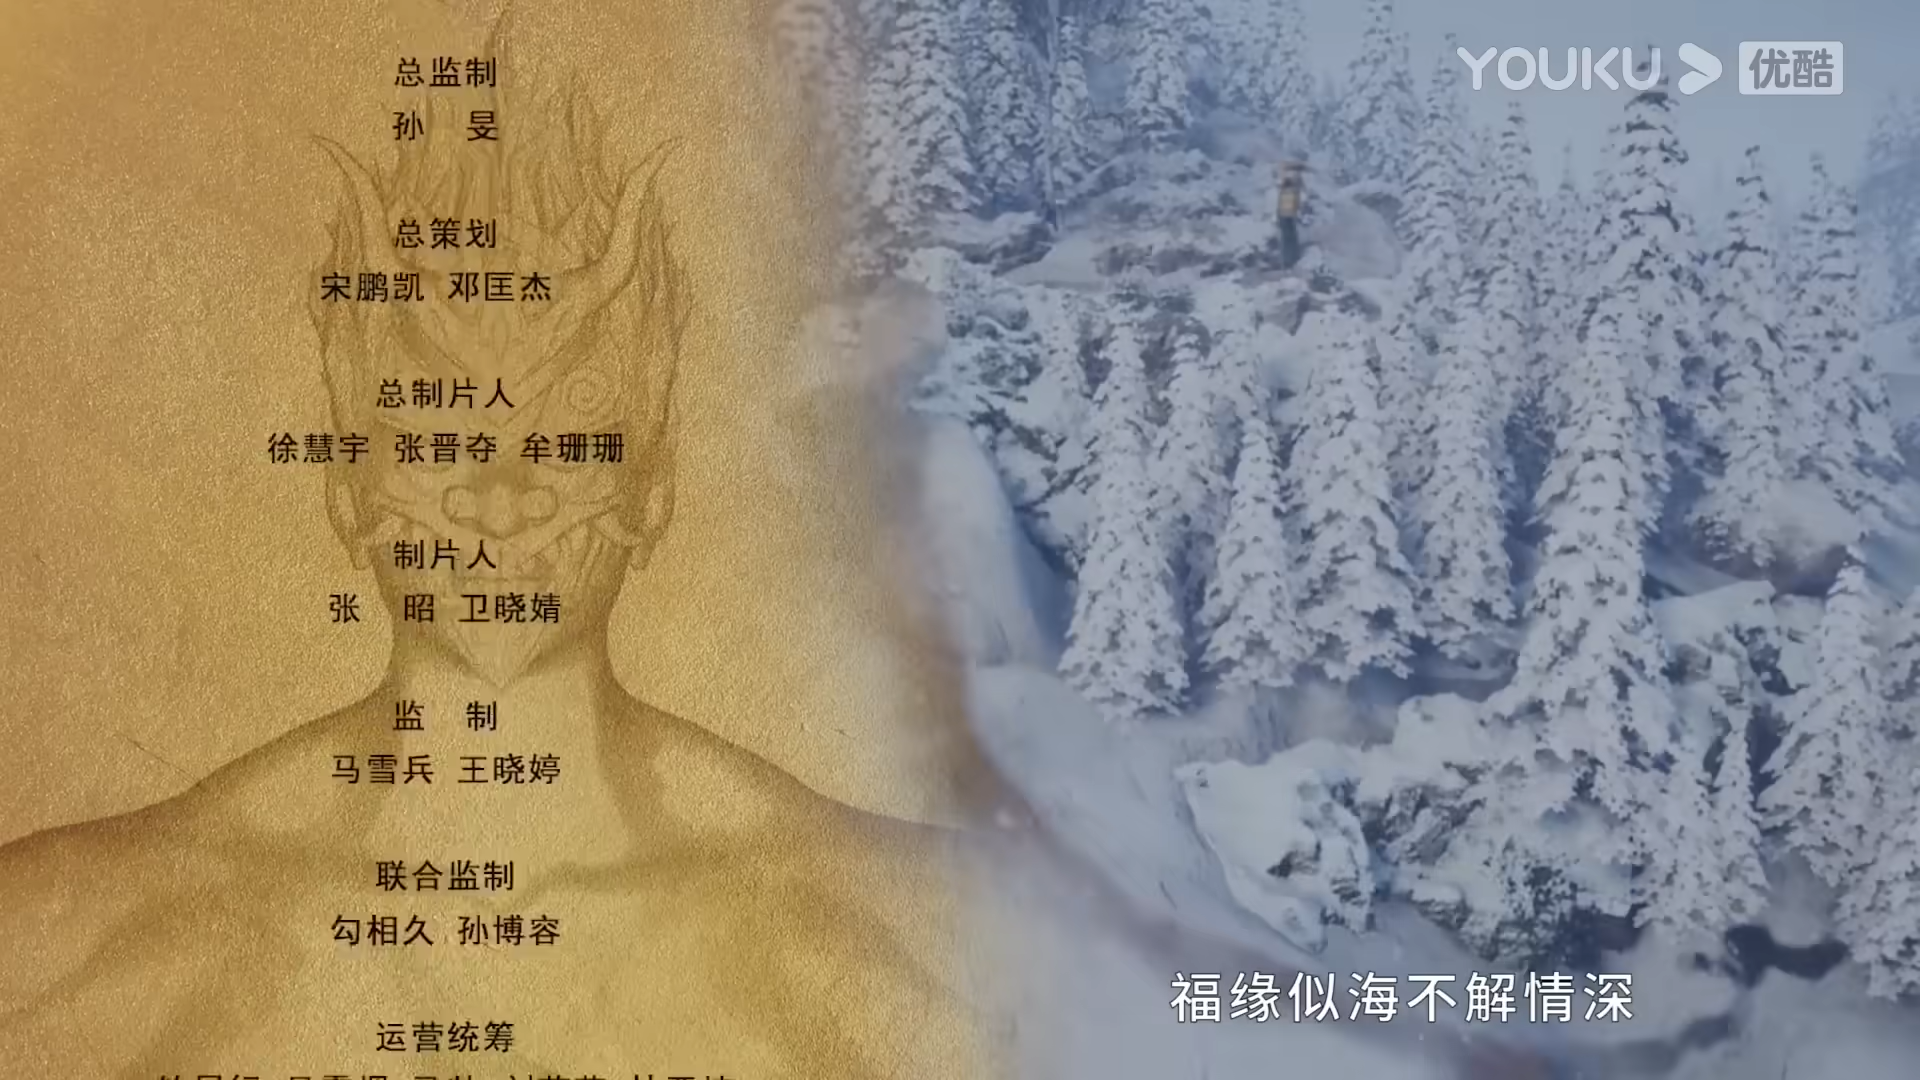 总监制
孙 旻
总策划
宋鹏凯 邓匡杰
总制片人
徐慧宇 张晋夺 牟珊珊
制片人
张 昭 卫晓婧
监 制
马雪兵 王晓婷
联合监制
勾相久 孙博容
运营统筹
YOUKU 优酷
福缘似海不解情深